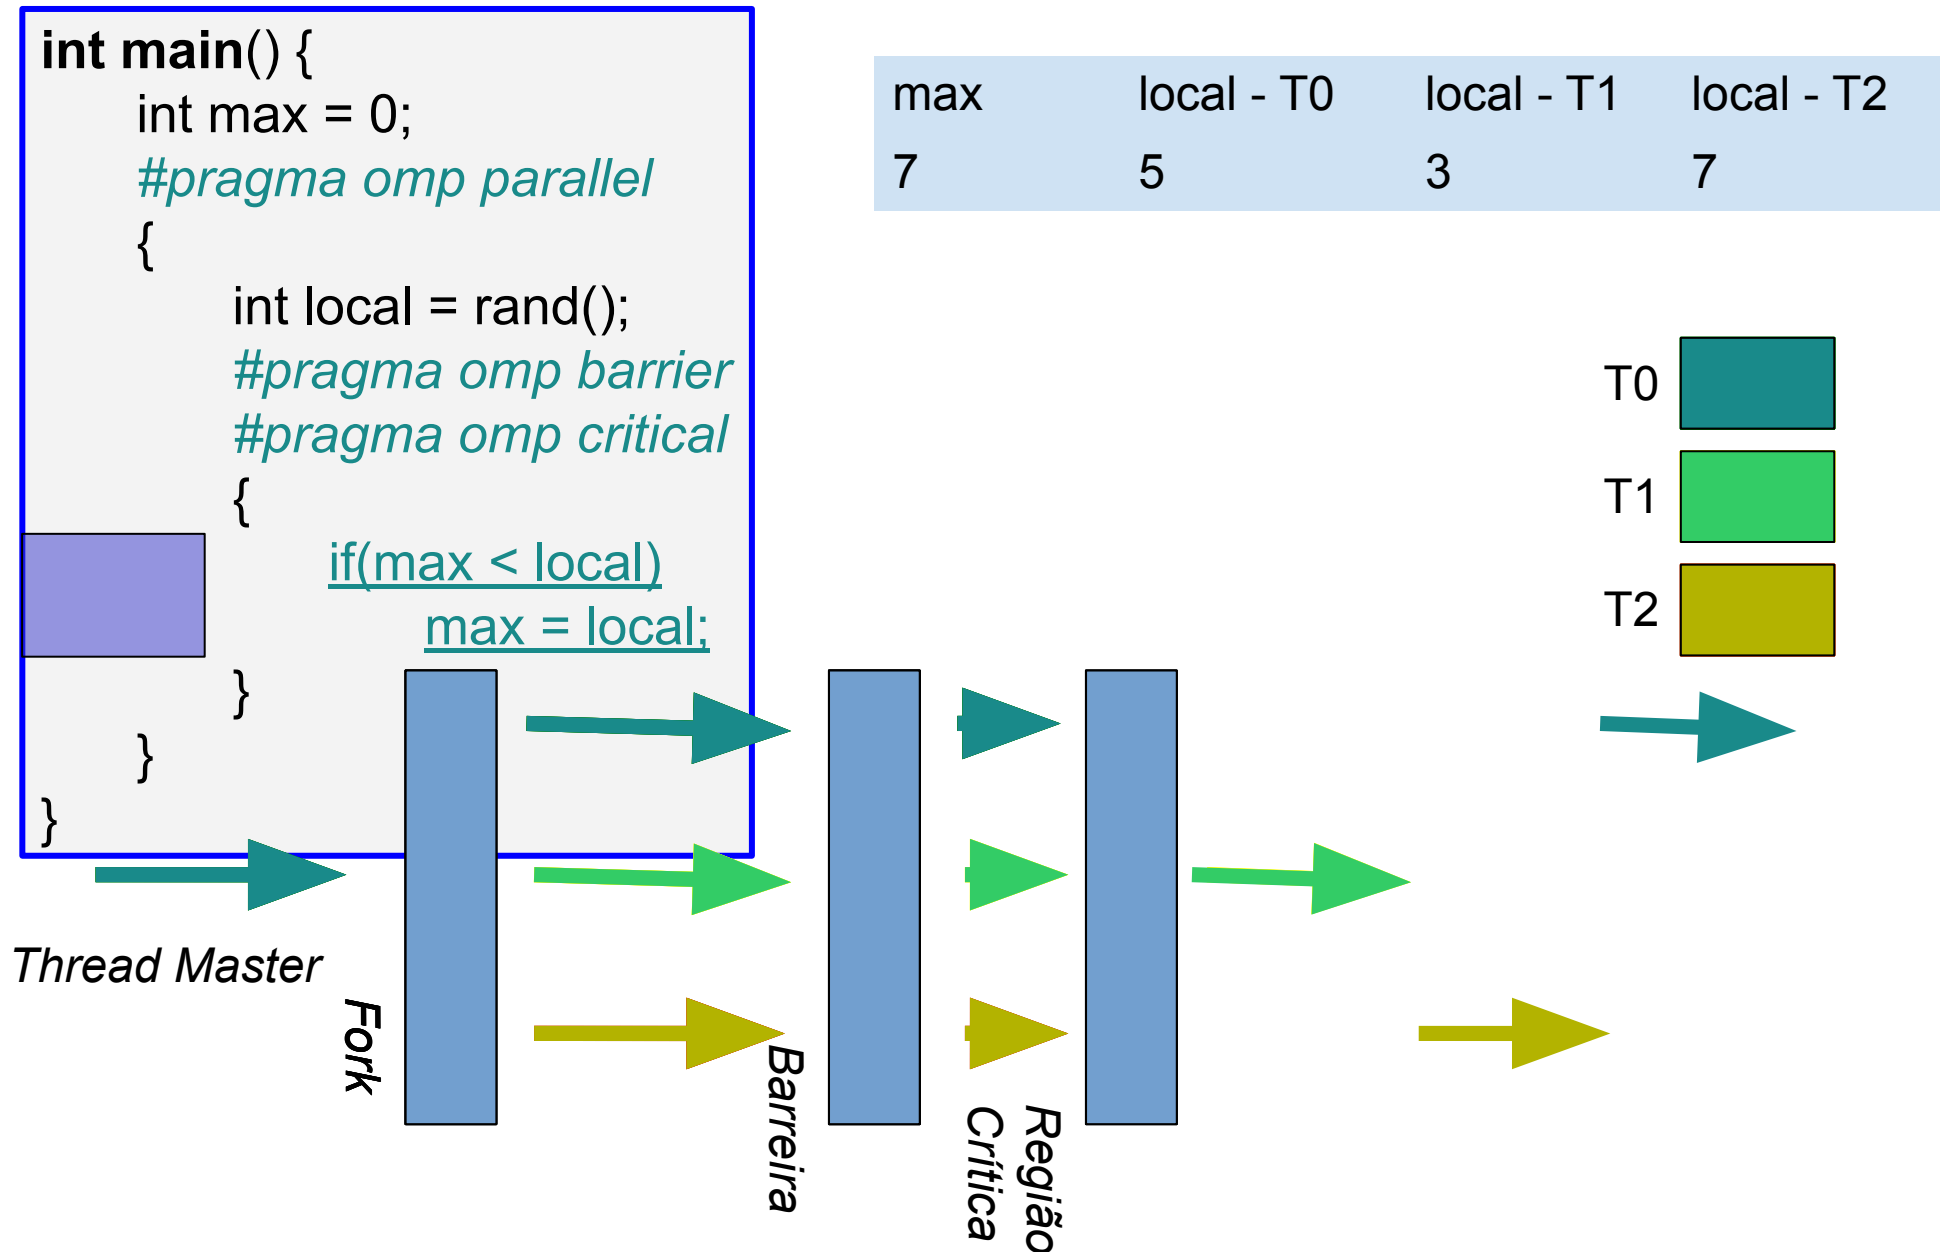 int main() {
int max = 0;
#pragma omp parallel
{
int local = rand();
#pragma omp barrier
#pragma omp critical
{
if(max < local)
max = local;
}
}
}
max local - T0 local - T1 local - T2
7 5 3 7
T0
T1
T2
Thread Master
Fork
Barreira
Região
Crítica